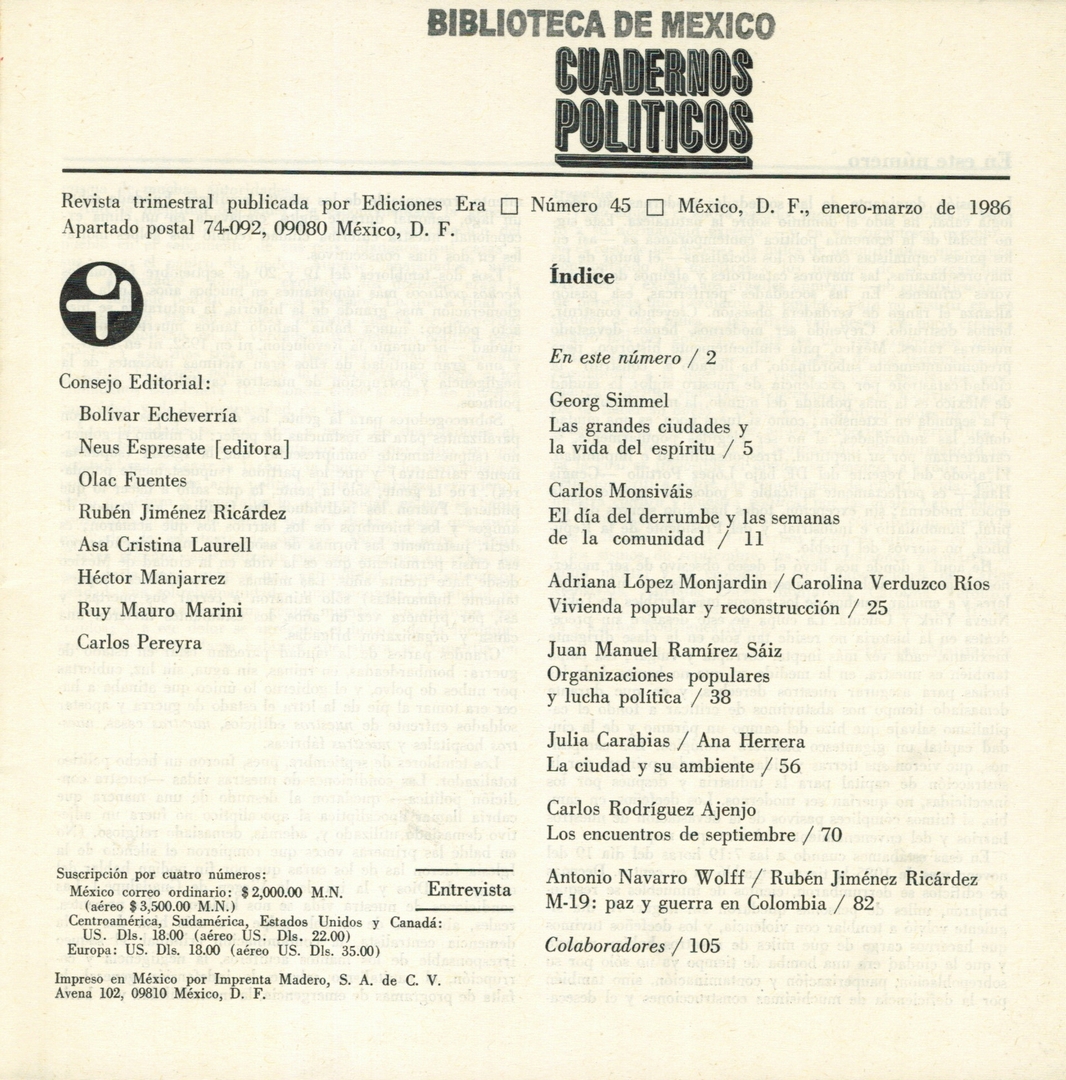 BIBLIOTECA DE MEXICO
CUADERNOS
POLITICOS
Revista trimestral publicada por Ediciones Era □ Número 45 □ México, D. F., enero-marzo de 1986
Apartado postal 74-092, 09080 México, D. F.
Consejo Editorial:
Bolívar Echeverría
Neus Espresate [editora]
Olac Fuentes
Rubén Jiménez Ricárdez
Asa Cristina Laurell
Héctor Manjarrez
Ruy Mauro Marini
Carlos Pereyra
Suscripción por cuatro números:
México correo ordinario: $ 2,000.00 M.N.
(aéreo $ 3,500.00 M.N.)
Centroamérica, Sudamérica, Estados Unidos y Canadá:
US. Dls. 18.00 (aéreo US. Dls. 22.00)
Europa: US. Dls. 18.00 (aéreo US. Dls. 35.00)
Impreso en México por Imprenta Madero, S. A. de C. V.
Avena 102, 09810 México, D. F.
Índice
En este número / 2
Georg Simmel
Las grandes ciudades y
la vida del espíritu / 5
Carlos Monsiváis
El día del derrumbe y las semanas
de la comunidad / 11
Adriana López Monjardin / Carolina Verduzco Ríos
Vivienda popular y reconstrucción / 25
Juan Manuel Ramírez Sáiz
Organizaciones populares
y lucha política / 38
Julia Carabias / Ana Herrera
La ciudad y su ambiente / 56
Carlos Rodríguez Ajenjo
Los encuentros de septiembre / 70
Entrevista
Antonio Navarro Wolff / Rubén Jiménez Ricárdez
M-19: paz y guerra en Colombia / 82
Colaboradores / 105